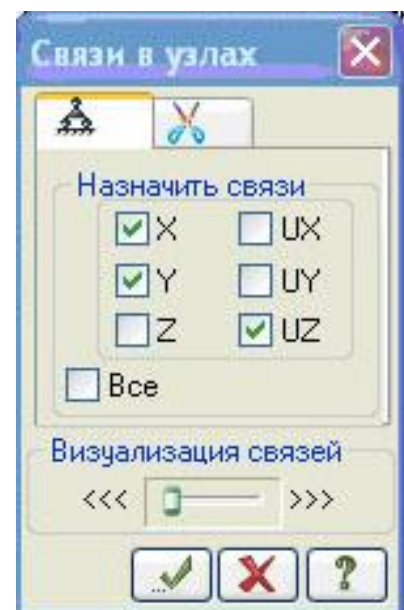 Связи в узлах
Назначить связи
X UX
Y UY
Z UZ
Все
Визуализация связей
<<< >>>
... ?